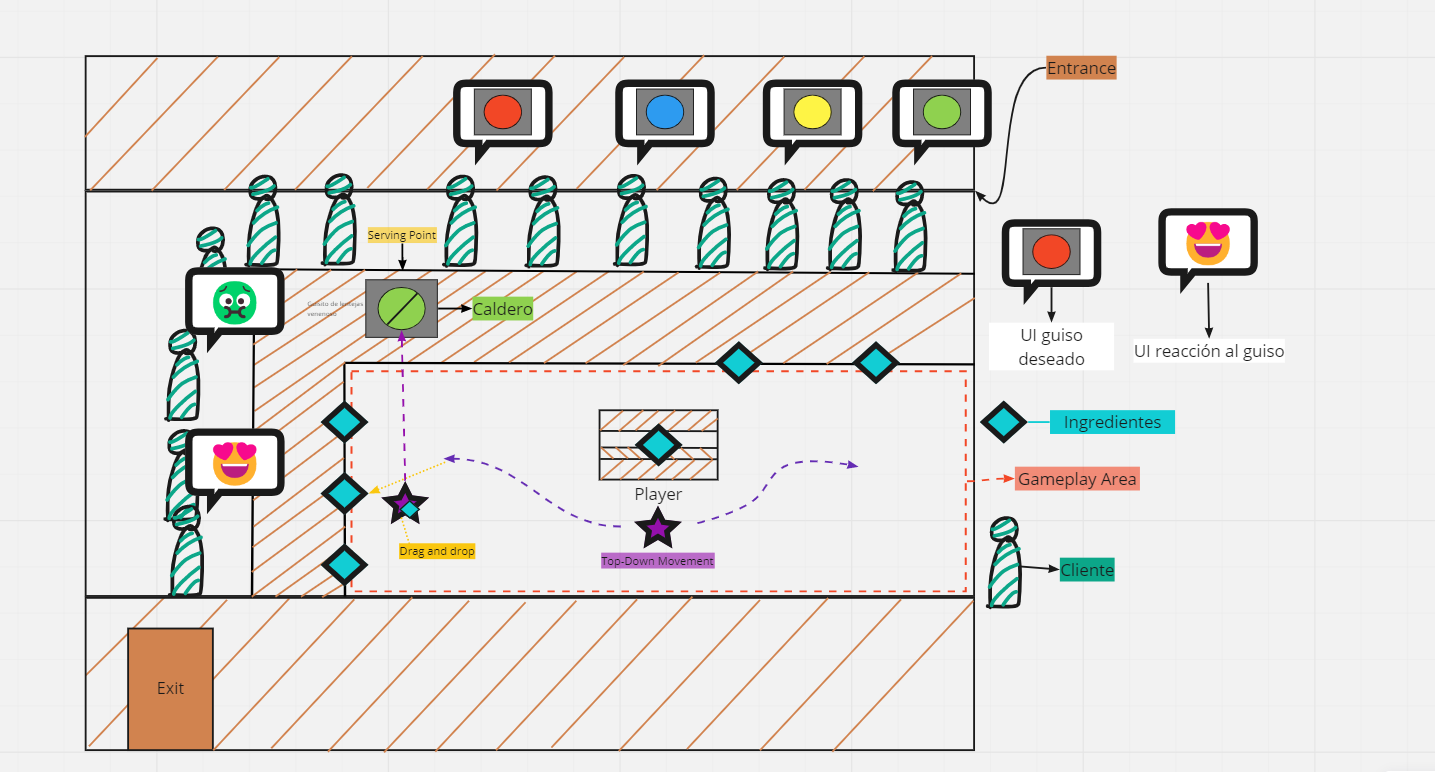 Entrance
Serving Point
Guisito de lentejas
venenoso
Caldero
UI guiso
deseado
UI reacción al guiso
Ingredientes
Gameplay Area
Player
Drag and drop
Top-Down Movement
Cliente
Exit